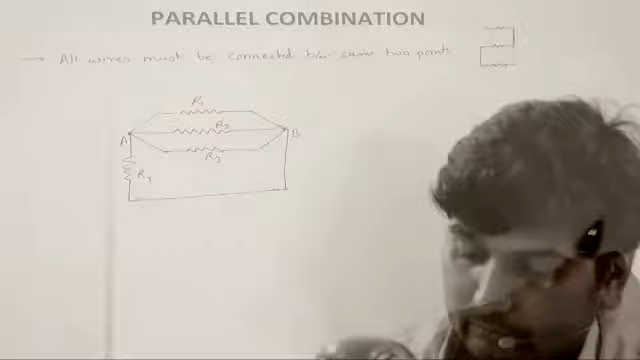 PARALLEL COMBINATION
→ All wires must be connected b/w same two points
R1
R2
A B
R3
R4